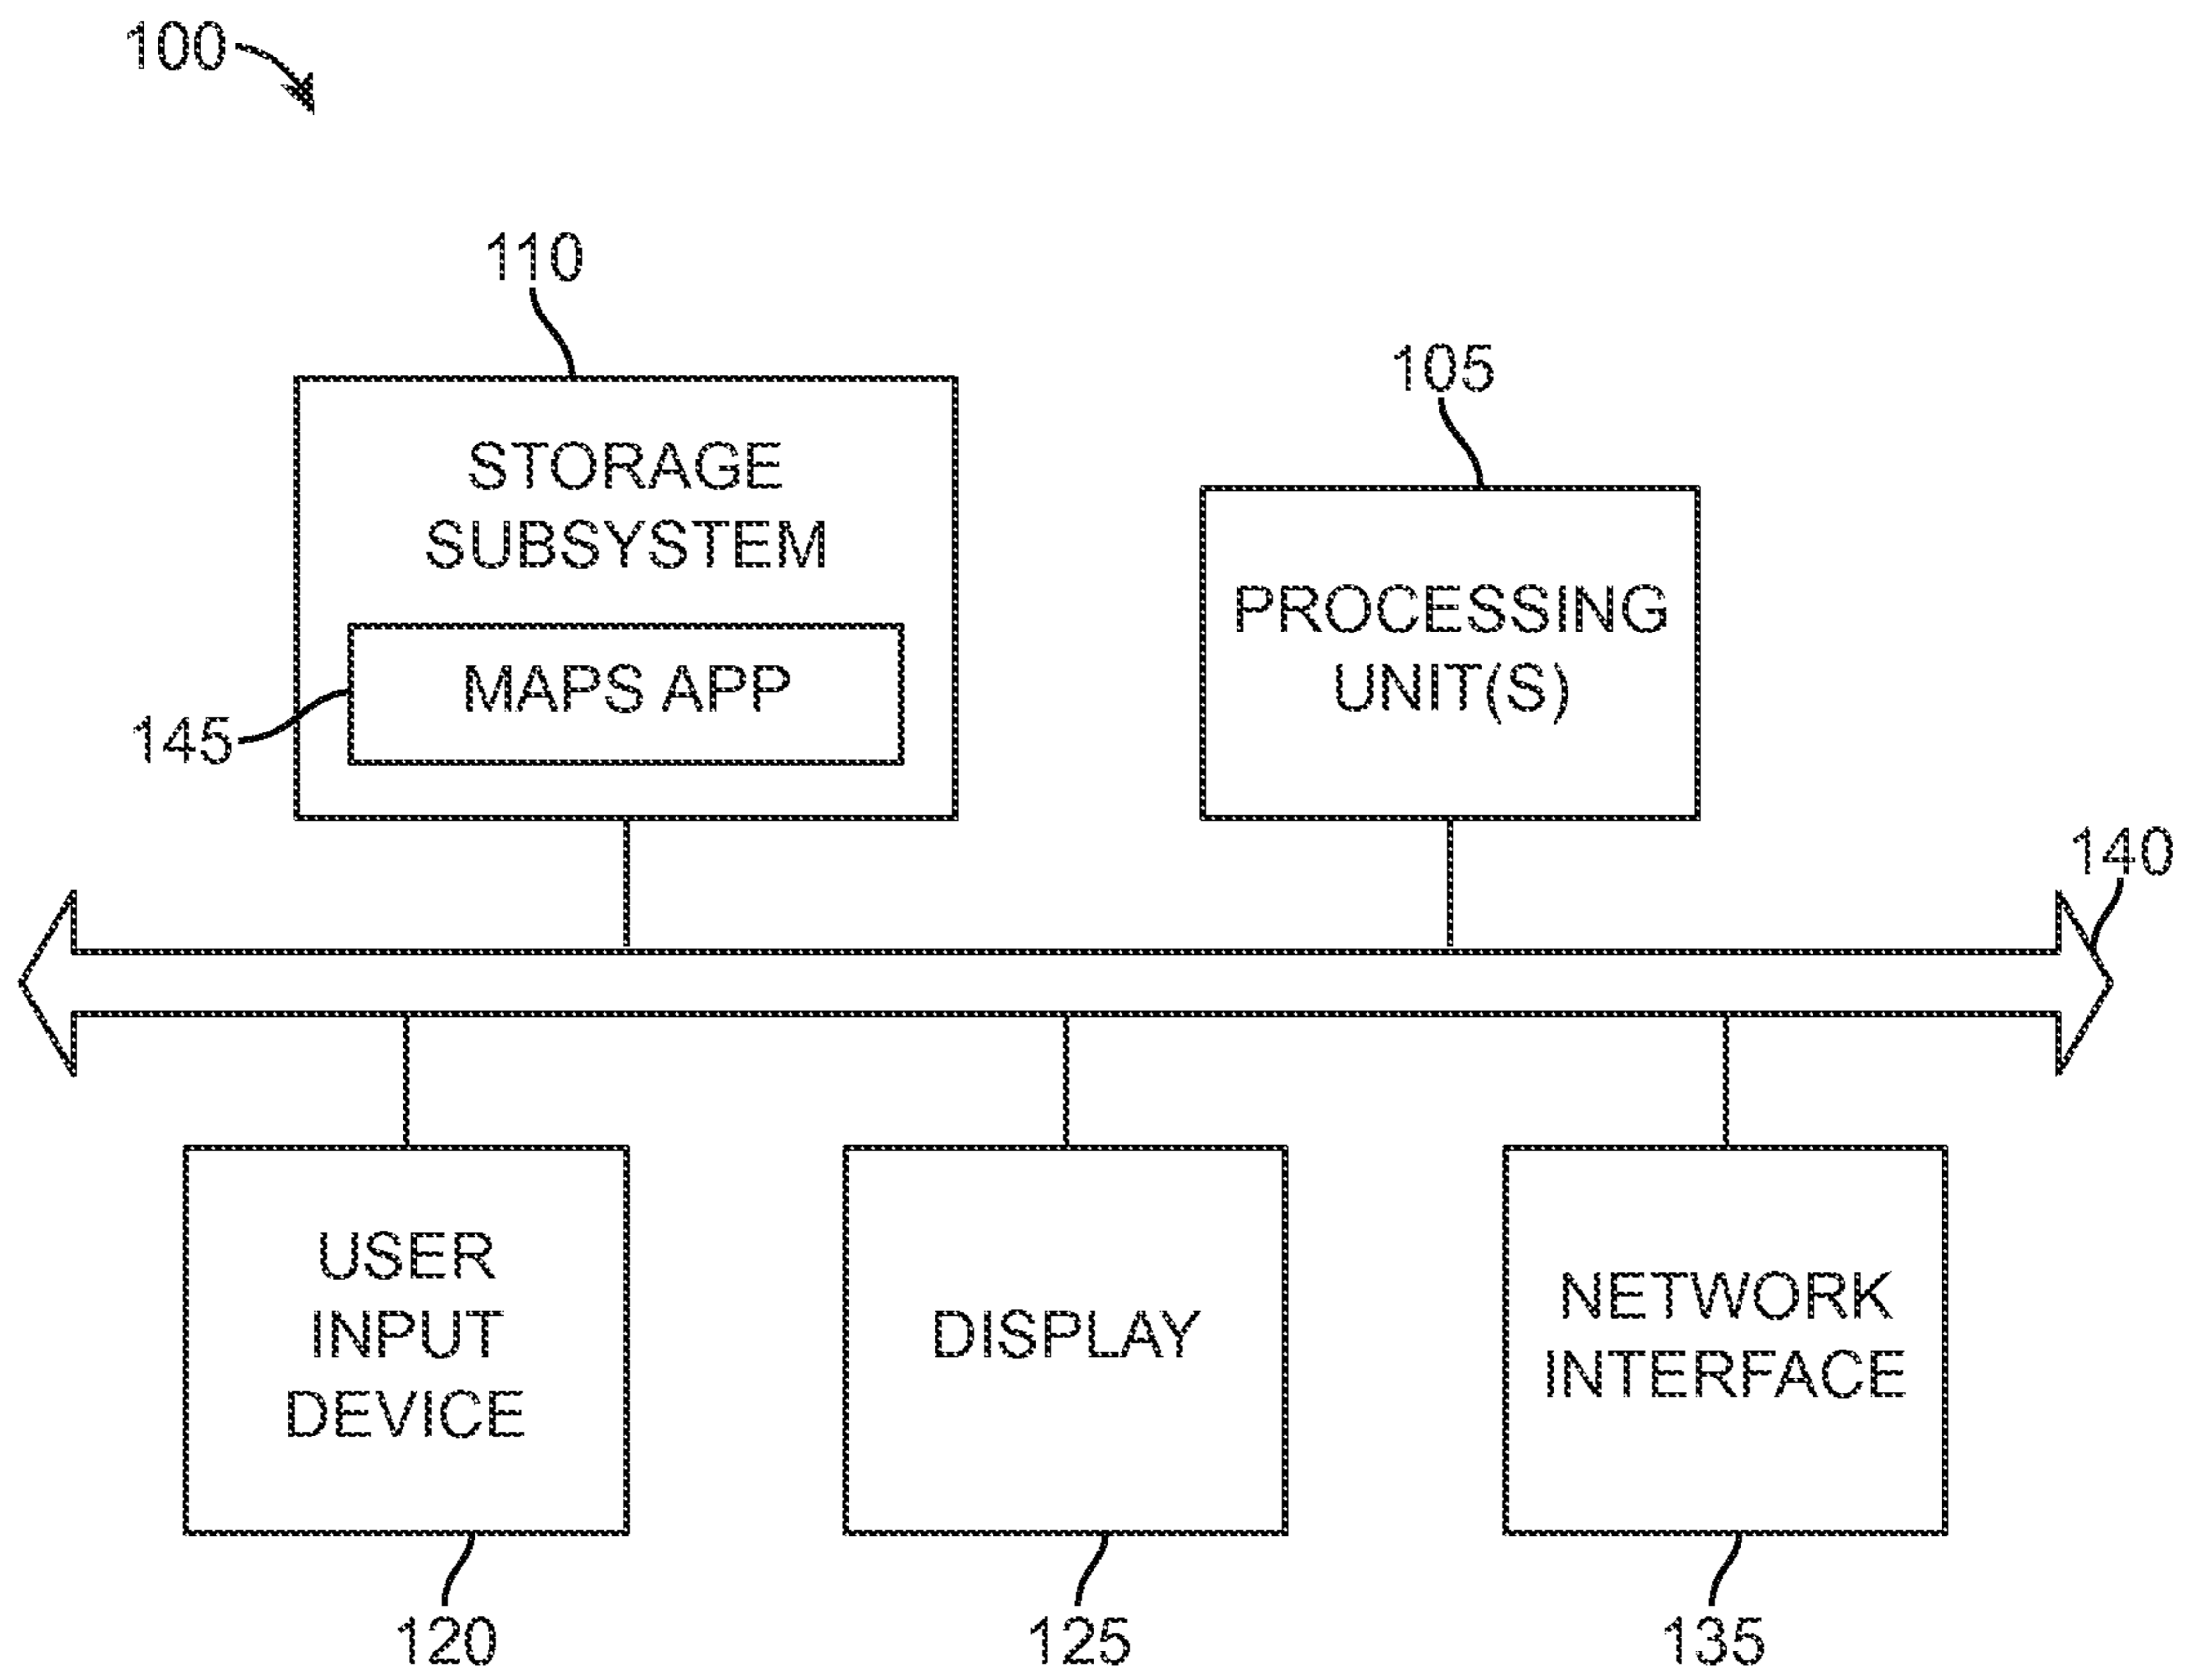 100
110
105
STORAGE
SUBSYSTEM
PROCESSING
UNIT(S)
MAPS APP
145
140
USER
INPUT
DEVICE
DISPLAY
NETWORK
INTERFACE
120
125
135